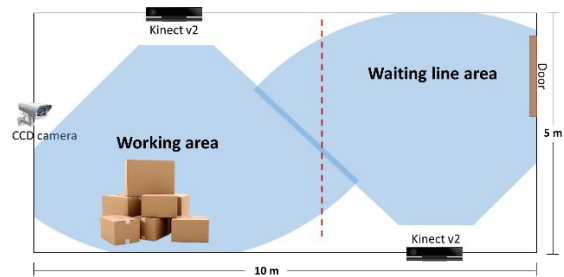 Kinect v2
Waiting line area
Door
CCD camera
Working area
5 m
Kinect v2
10 m